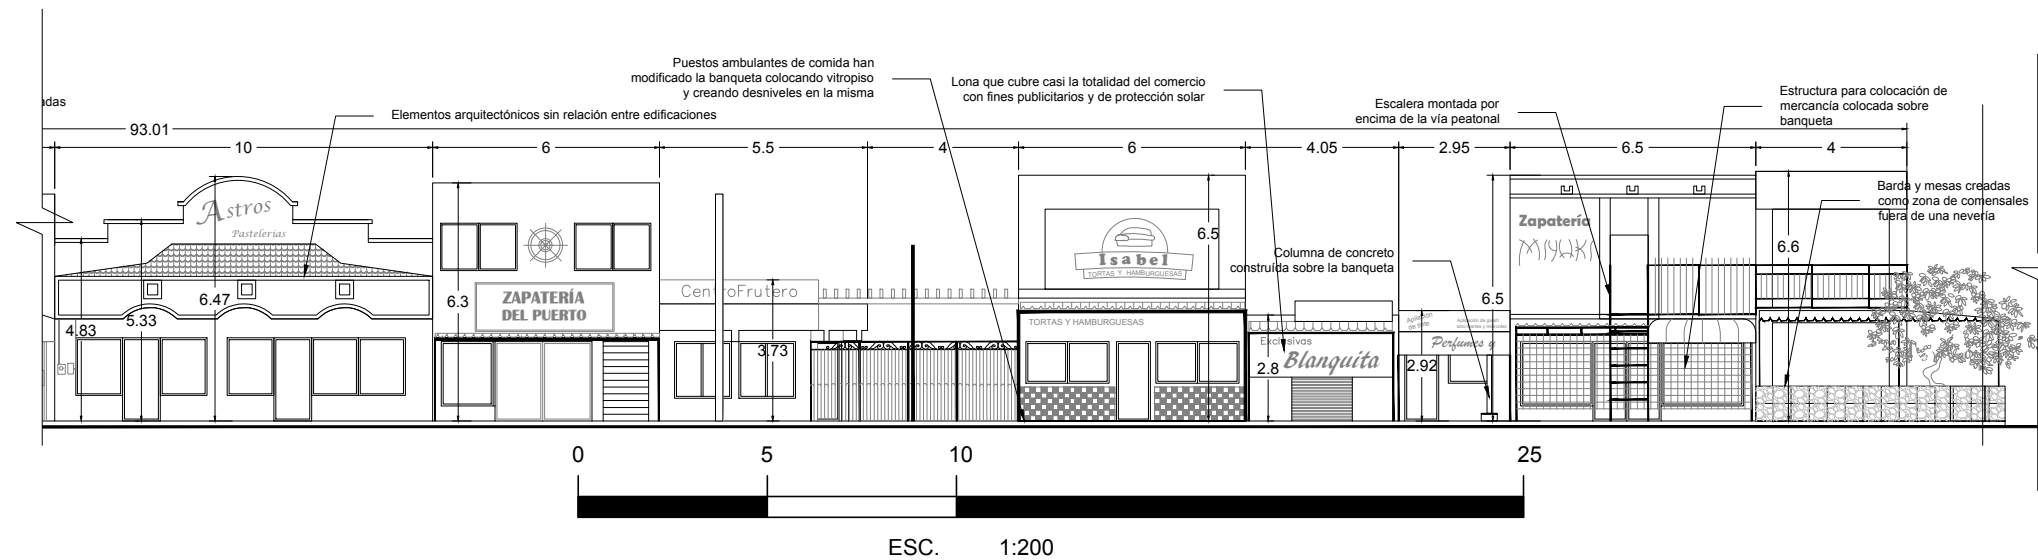 Puestos ambulantes de comida han
modificado la banqueta colocando vitropiso
y creando desniveles en la misma
Lona que cubre casi la totalidad del comercio
con fines publicitarios y de protección solar
Escalera montada por
encima de la vía peatonal
Estructura para colocación de
mercancía colocada sobre
banqueta
adas
Elementos arquitectónicos sin relación entre edificaciones
93.01
10
6
5.5
4
6
4.05
2.95
6.5
4
Barda y mesas creadas
como zona de comensales
fuera de una nevería
Astros
Pastelerias
Zapatería
MIYUKI
6.5
6.6
Isabel
TORTAS Y HAMBURGUESAS
Columna de concreto
construída sobre la banqueta
CentroFrutero
ZAPATERÍA
DEL PUERTO
6.47
6.3
6.5
5.33
4.83
TORTAS Y HAMBURGUESAS
Exclusivas
Blanquita
Perfumes y
3.73
2.8
2.92
0
5
10
25
ESC.
1:200